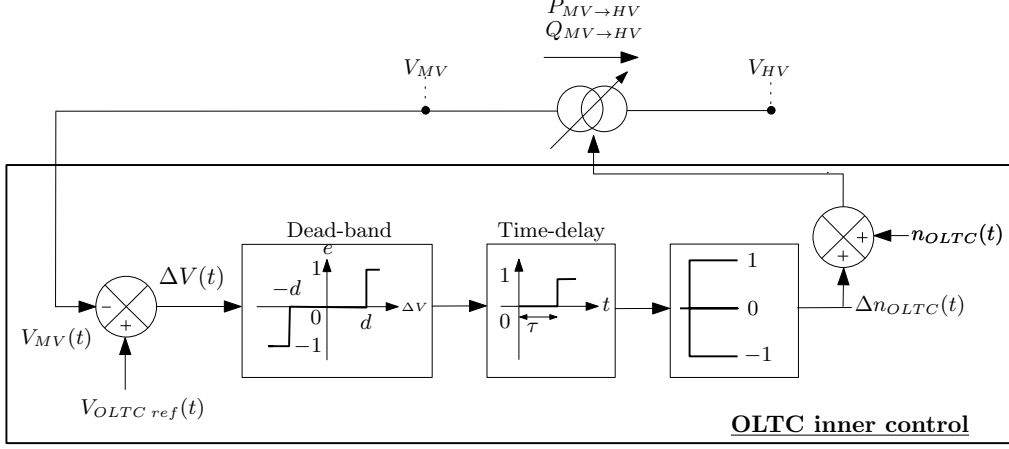 P_{MV→HV}
Q_{MV→HV}
V_{MV}
V_{HV}
Dead-band
Time-delay
e
1
-d
0
d
ΔV
−1
1
0
τ
t
1
0
−1
ΔV(t)
-
+
V_{MV}(t)
V_{OLTC ref}(t)
+
+
n_{OLTC}(t)
Δn_{OLTC}(t)
OLTC inner control